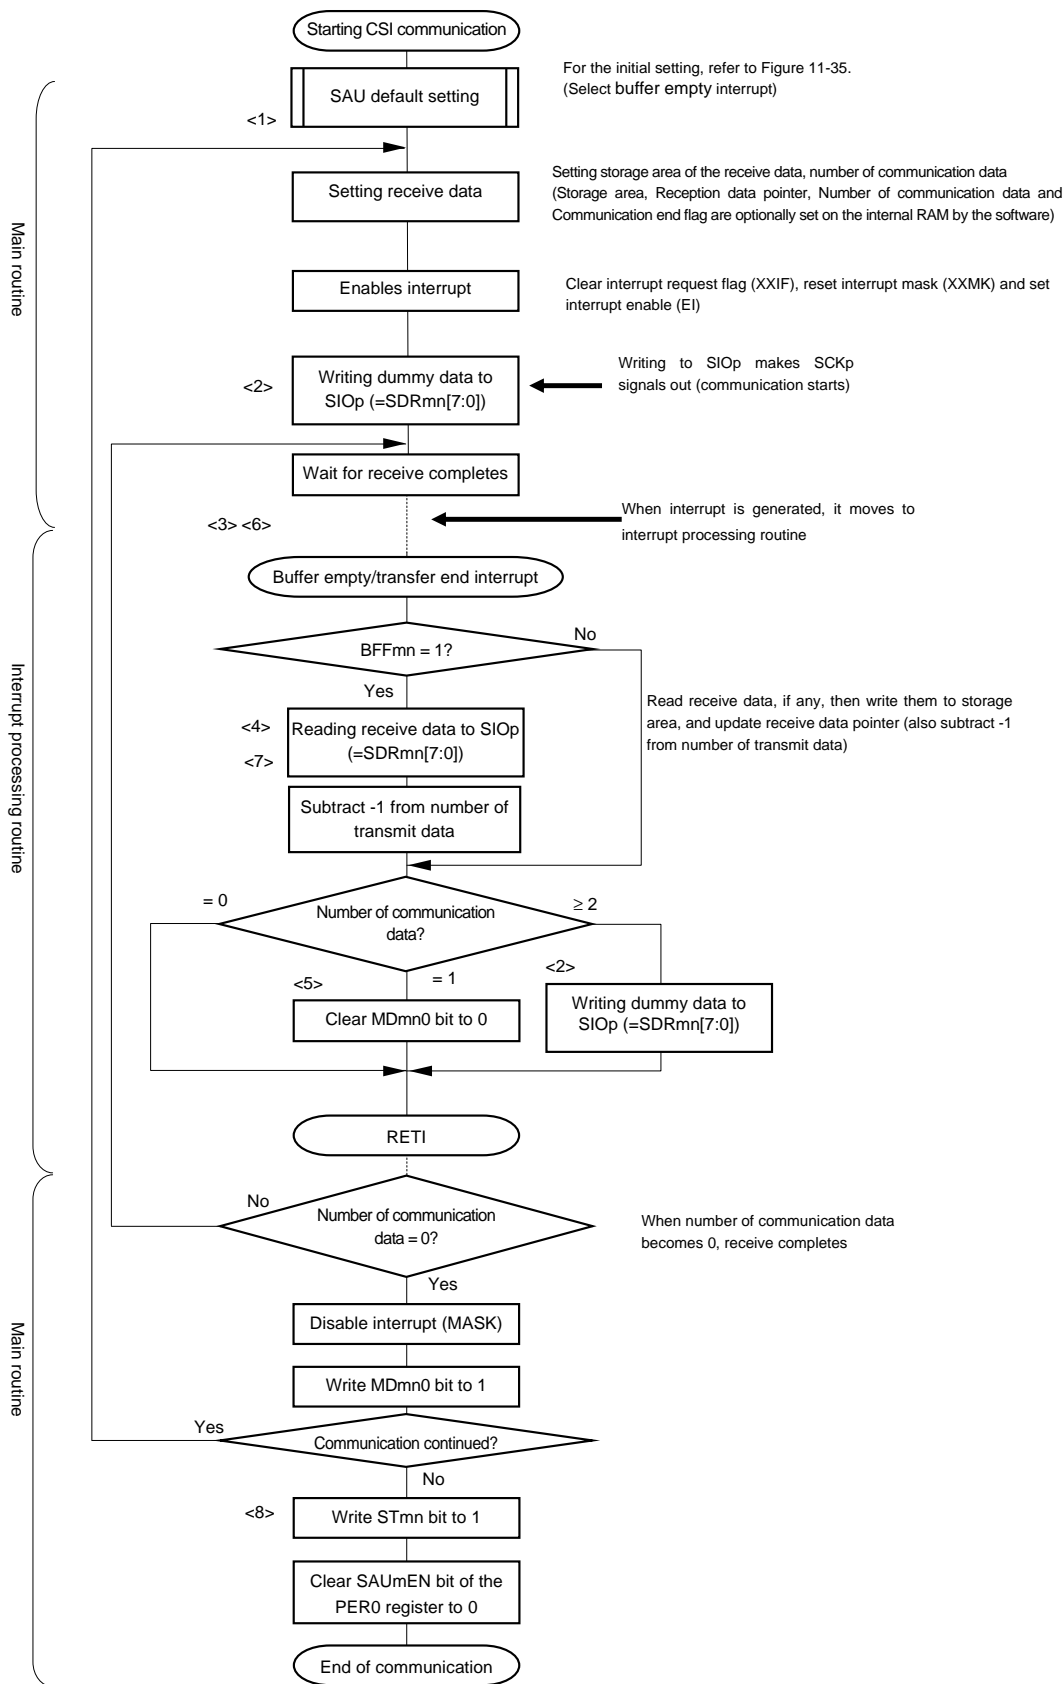 Starting CSI communication
For the initial setting, refer to Figure 11-35.
(Select buffer empty interrupt)
SAU default setting
<1>
Setting storage area of the receive data, number of communication data
(Storage area, Reception data pointer, Number of communication data and
Communication end flag are optionally set on the internal RAM by the software)
Setting receive data
Main routine
Enables interrupt
Clear interrupt request flag (XXIF), reset interrupt mask (XXMK) and set
interrupt enable (EI)
<2>
Writing dummy data to
SIOp (=SDRmn[7:0])
Writing to SIOp makes SCKp
signals out (communication starts)
Wait for receive completes
<3> <6>
When interrupt is generated, it moves to
interrupt processing routine
Buffer empty/transfer end interrupt
BFFmn = 1?
No
Yes
Interrupt processing routine
<4>
<7>
Reading receive data to SIOp
(=SDRmn[7:0])
Read receive data, if any, then write them to storage
area, and update receive data pointer (also subtract -1
from number of transmit data)
Subtract -1 from number of
transmit data
= 0
Number of communication
data?
≥ 2
= 1
<5>
Clear MDmn0 bit to 0
<2>
Writing dummy data to
SIOp (=SDRmn[7:0])
RETI
No
Number of communication
data = 0?
When number of communication data
becomes 0, receive completes
Yes
Disable interrupt (MASK)
Main routine
Write MDmn0 bit to 1
Yes
Communication continued?
No
<8>
Write STmn bit to 1
Clear SAUmEN bit of the
PER0 register to 0
End of communication